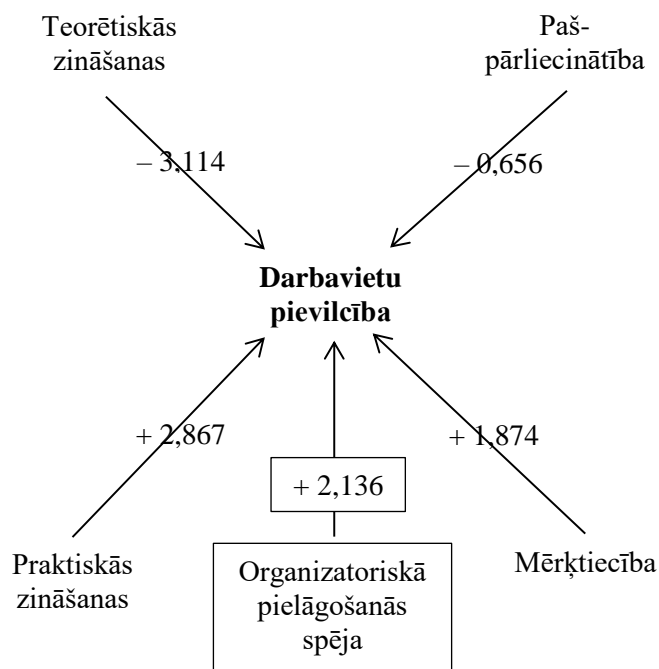 Teorētiskās
zināšanas
Paš-
pārliecinātība
– 3,114
– 0,656
Darbavietu
pievilcība
+ 2,867
+ 1,874
+ 2,136
Praktiskās
zināšanas
Organizatoriskā
pielāgošanās
spēja
Mērķtiecība